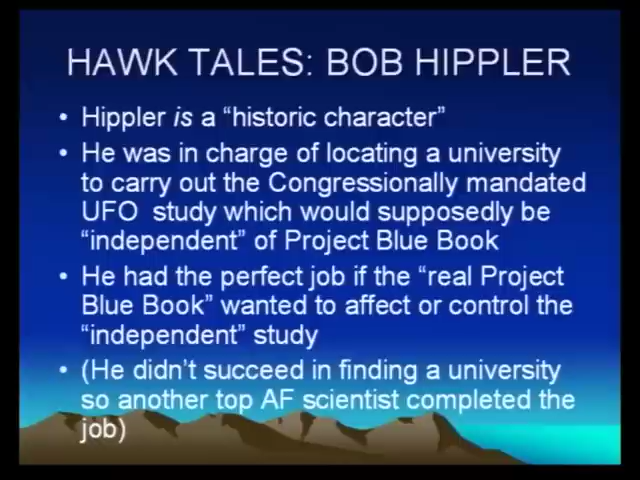 HAWK TALES: BOB HIPPLER
• Hippler is a “historic character”
• He was in charge of locating a university
to carry out the Congressionally mandated
UFO study which would supposedly be
“independent” of Project Blue Book
• He had the perfect job if the “real Project
Blue Book” wanted to affect or control the
“independent” study
• (He didn’t succeed in finding a university
so another top AF scientist completed the
job)